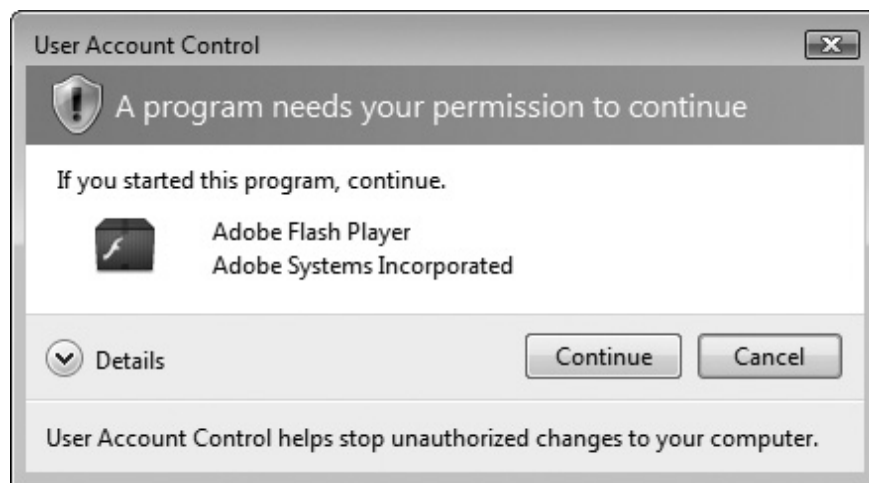 User Account Control
A program needs your permission to continue
If you started this program, continue.
Adobe Flash Player
Adobe Systems Incorporated
Details
Continue
Cancel
User Account Control helps stop unauthorized changes to your computer.